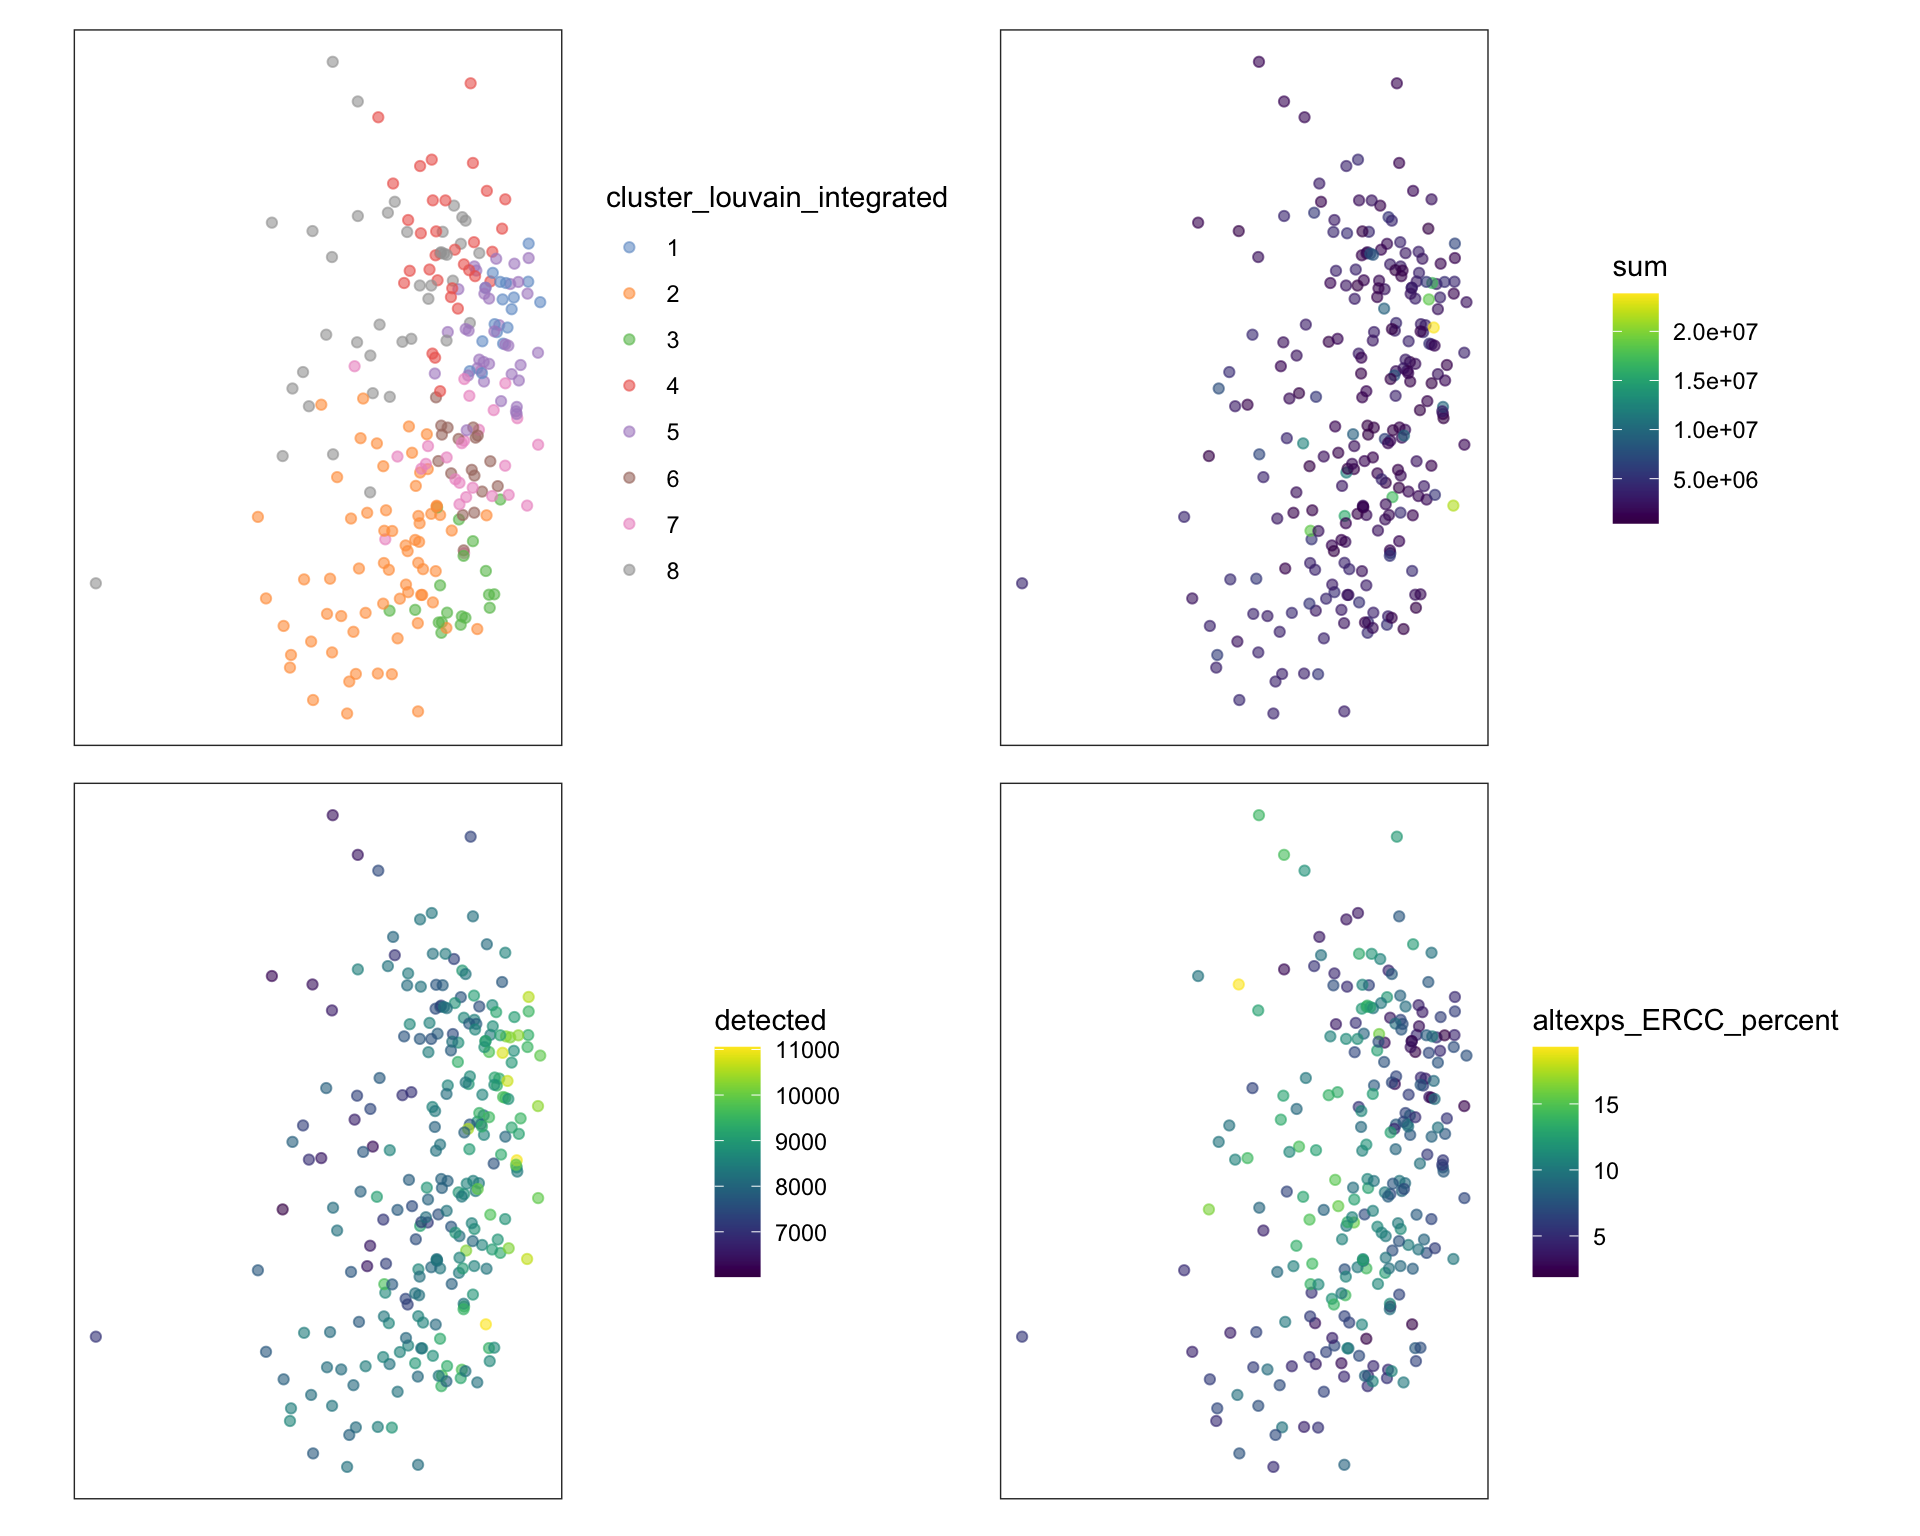 cluster_louvain_integrated
1
2
3
4
5
6
7
8
sum
2.0e+07
1.5e+07
1.0e+07
5.0e+06
detected
11000
10000
9000
8000
7000
altexps_ERCC_percent
15
10
5